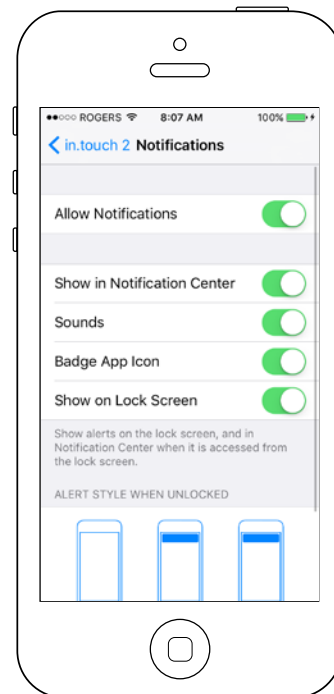 ROGERS 8:07 AM 100%
in.touch 2 Notifications
Allow Notifications
Show in Notification Center
Sounds
Badge App Icon
Show on Lock Screen
Show alerts on the lock screen, and in
Notification Center when it is accessed from
the lock screen.
ALERT STYLE WHEN UNLOCKED